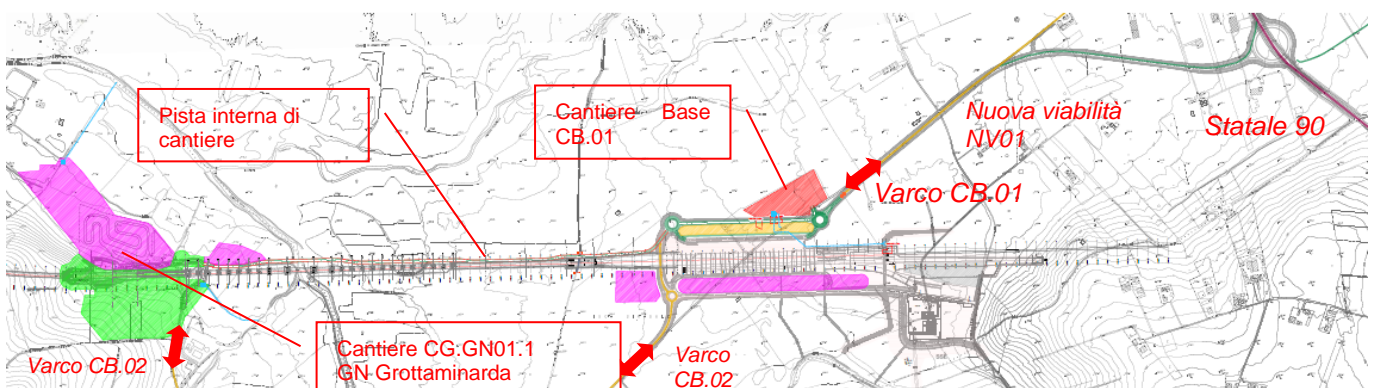 Pista interna di
cantiere
Cantiere Base
CB.01
Nuova viabilità
NV01
Statale 90
Varco CB.01
Varco CB.02
Cantiere CG.GN01.1
GN Grottaminarda
Varco
CB.02